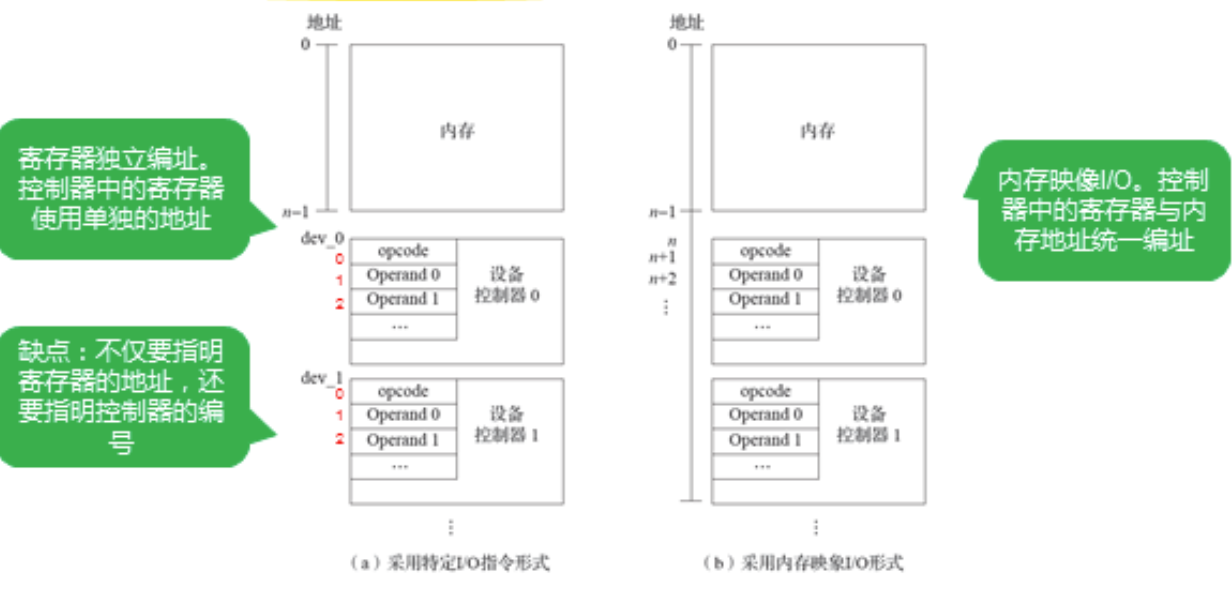 地址
0
内存
n-1
dev_0
0
1
2
opcode
Operand 0
Operand 1
...
设备
控制器 0
dev_1
0
1
2
opcode
Operand 0
Operand 1
...
设备
控制器 1
⋮
(a)采用特定I/O指令形式
寄存器独立编址。
控制器中的寄存器
使用单独的地址
缺点：不仅要指明
寄存器的地址，还
要指明控制器的编
号
地址
0
内存
n-1
n
n+1
n+2
⋮
opcode
Operand 0
Operand 1
...
设备
控制器 0
opcode
Operand 0
Operand 1
...
设备
控制器 1
⋮
(b)采用内存映象I/O形式
内存映像I/O。控制
器中的寄存器与内
存地址统一编址